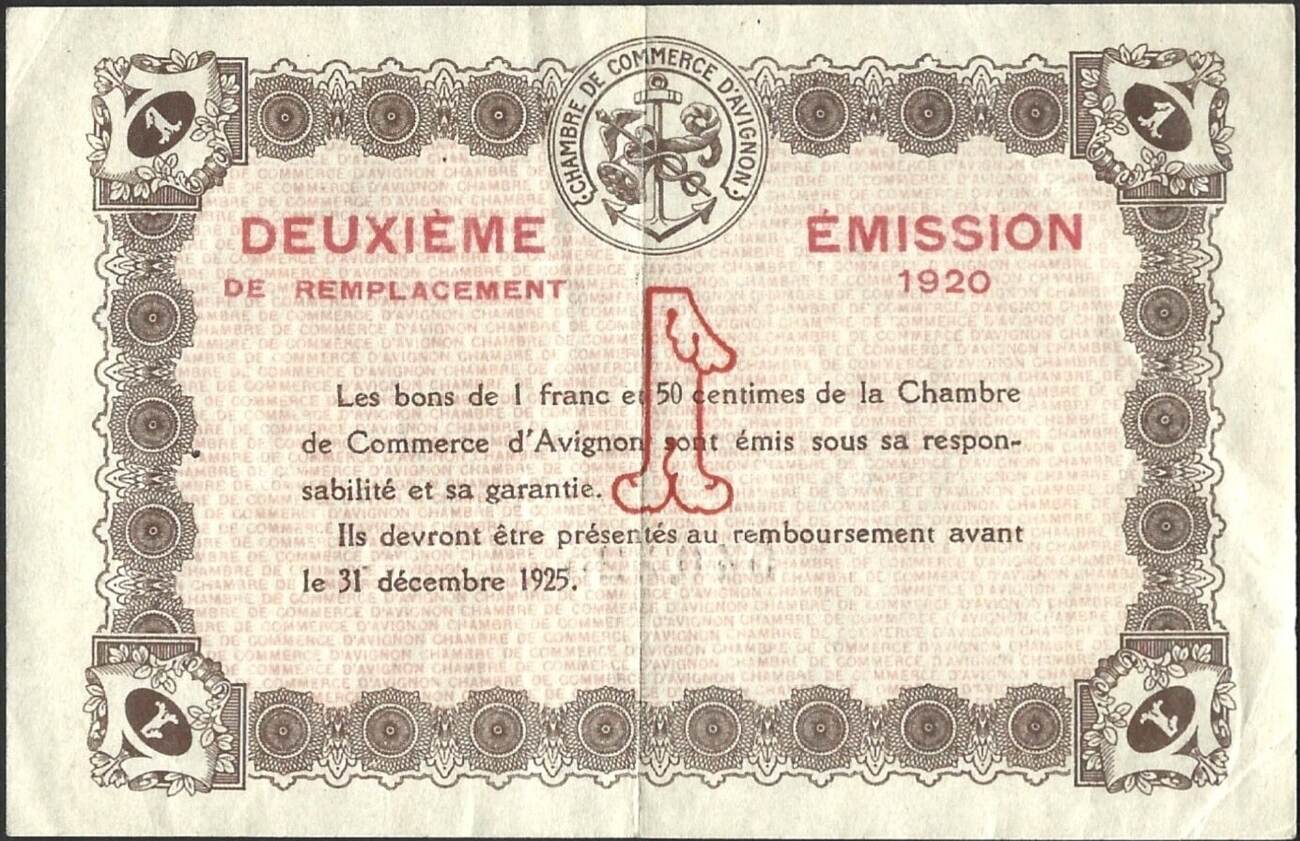 CHAMBRE DE COMMERCE D'AVIGNON
DEUXIÈME ÉMISSION
DE REMPLACEMENT 1920
1
Les bons de 1 franc et 50 centimes de la Chambre
de Commerce d'Avignon sont émis sous sa respon-
sabilité et sa garantie.
Ils devront être présentés au remboursement avant
le 31 décembre 1925.
1
1
1
1